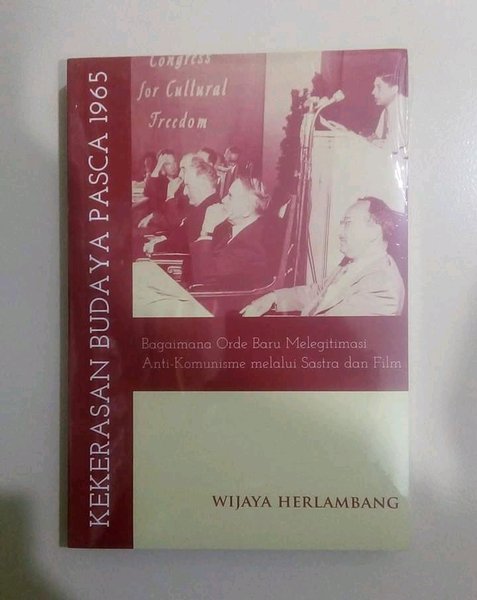 KEKERASAN BUDAYA PASCA 1965
Congress
for Cultural
Freedom
Bagaimana Orde Baru Melegitimasi
Anti-Komunisme melalui Sastra dan Film
WIJAYA HERLAMBANG